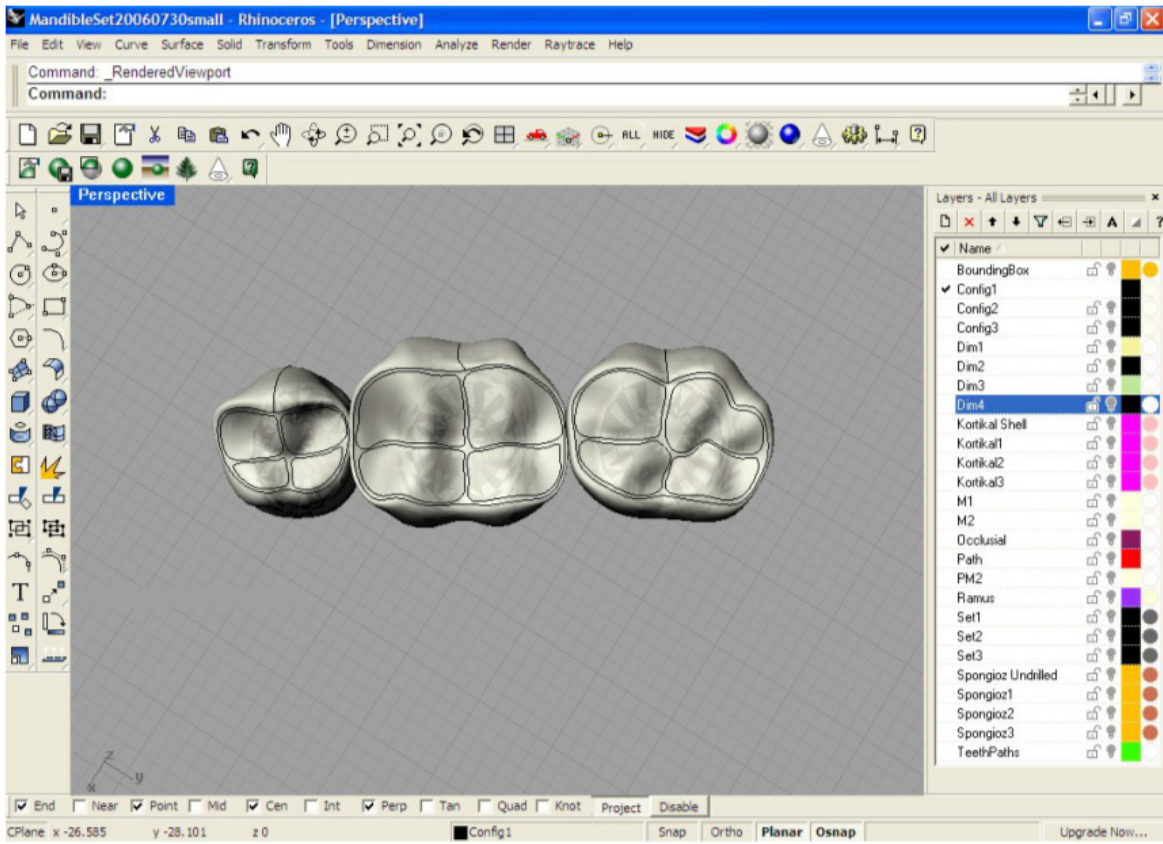 MandibleSet20060730small - Rhinoceros - [Perspective]
File Edit View Curve Surface Solid Transform Tools Dimension Analyze Render Raytrace Help
Command: _RenderedViewport
Command:
ALL HIDE
Perspective
Layers - All Layers
A ?
Name
BoundingBox
Config1
Config2
Config3
Dim1
Dim2
Dim3
Dim4
Kortikal Shell
Kortikal1
Kortikal2
Kortikal3
M1
M2
Occlusial
Path
PM2
Ramus
Set1
Set2
Set3
Spongioz Undrilled
Spongioz1
Spongioz2
Spongioz3
TeethPaths
T
z
y
x
End Near Point Mid Cen Int Perp Tan Quad Knot Project Disable
CPlane x -26.585 y -28.101 z 0 Config1 Snap Ortho Planar Osnap Upgrade Now...